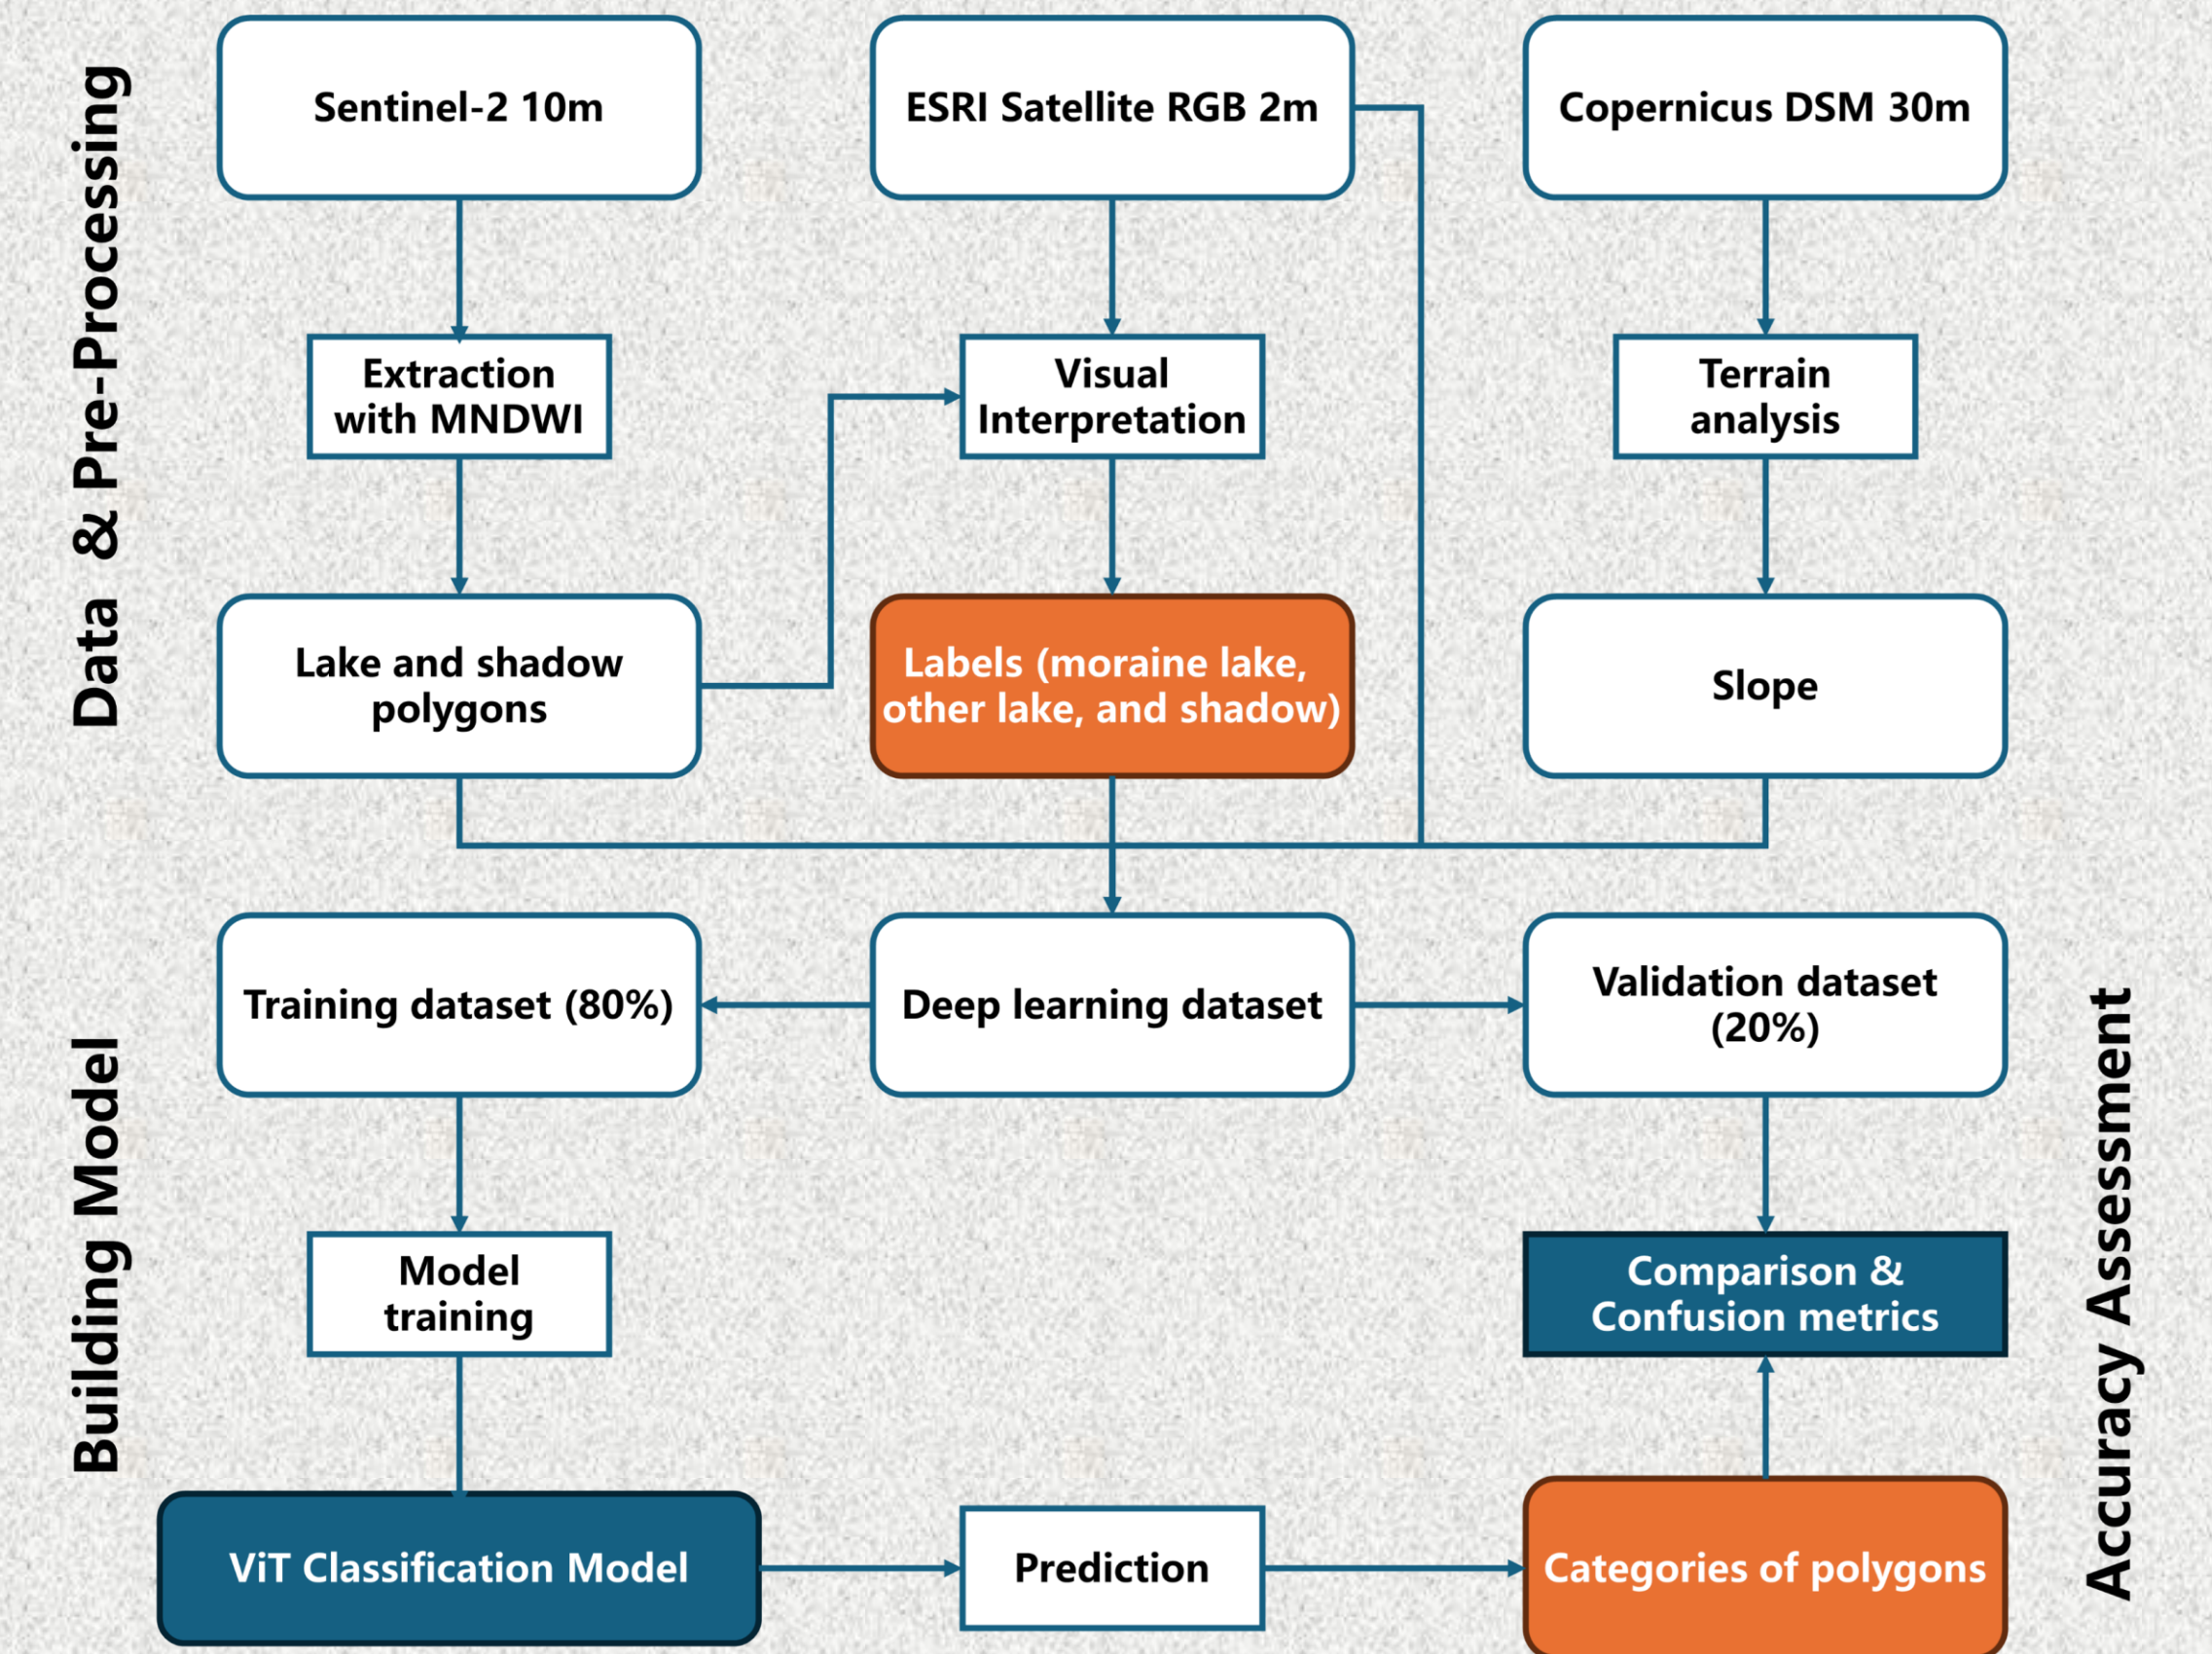 Data & Pre-Processing
Sentinel-2 10m
ESRI Satellite RGB 2m
Copernicus DSM 30m
Extraction
with MNDWI
Visual
Interpretation
Terrain
analysis
Lake and shadow
polygons
Labels (moraine lake,
other lake, and shadow)
Slope
Building Model
Training dataset (80%)
Deep learning dataset
Validation dataset
(20%)
Accuracy Assessment
Model
training
Comparison &
Confusion metrics
ViT Classification Model
Prediction
Categories of polygons